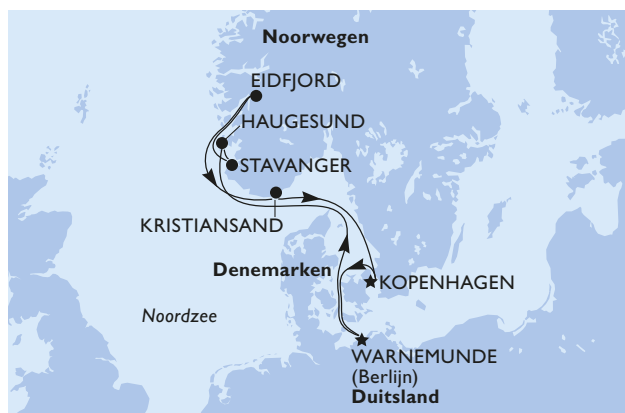 Noorwegen
EIDFJORD
HAUGESUND
STAVANGER
KRISTIANSAND
Denemarken
KOPENHAGEN
Noordzee
WARNEMUNDE
(Berlijn)
Duitsland